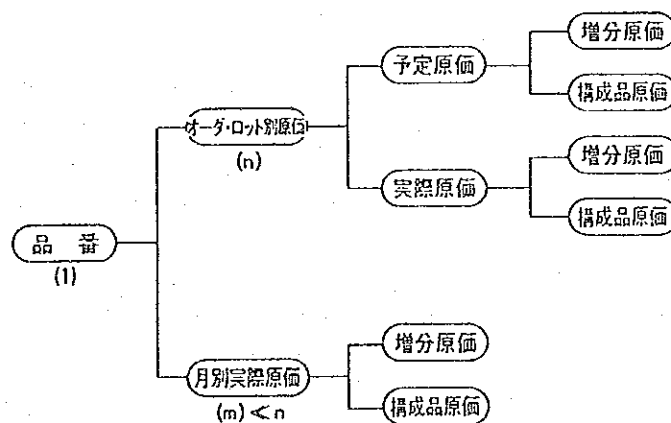 増分原価
予定原価
構成品原価
オーダ・ロット別原価
(n)
増分原価
実際原価
構成品原価
品 番
(1)
増分原価
月別実際原価
(m) < n
構成品原価